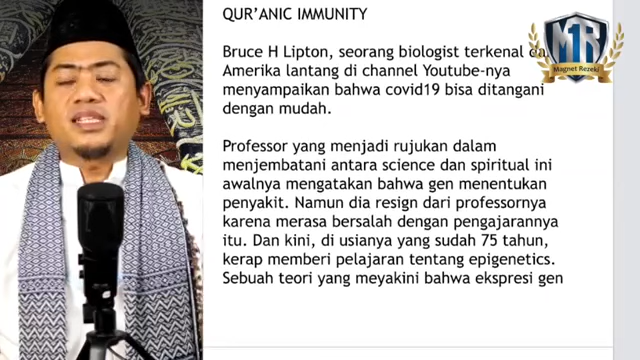 QUR’ANIC IMMUNITY
Bruce H Lipton, seorang biologist terkenal
Amerika lantang di channel Youtube-nya
menyampaikan bahwa covid19 bisa ditangani
dengan mudah.
Professor yang menjadi rujukan dalam
menjembatani antara science dan spiritual ini
awalnya mengatakan bahwa gen menentukan
penyakit. Namun dia resign dari professornya
karena merasa bersalah dengan pengajarannya
itu. Dan kini, di usianya yang sudah 75 tahun,
kerap memberi pelajaran tentang epigenetics.
Sebuah teori yang meyakini bahwa ekspresi gen
M1R
Magnet Rezeki